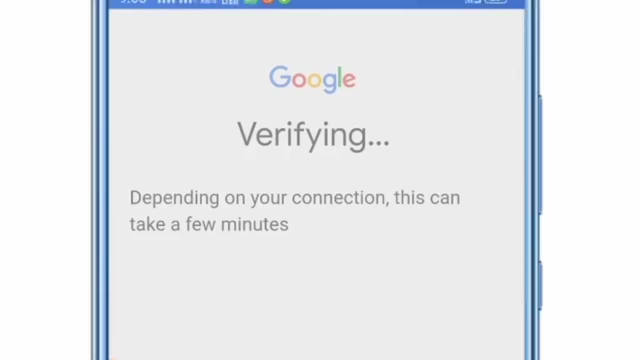 Google
Verifying...
Depending on your connection, this can
take a few minutes